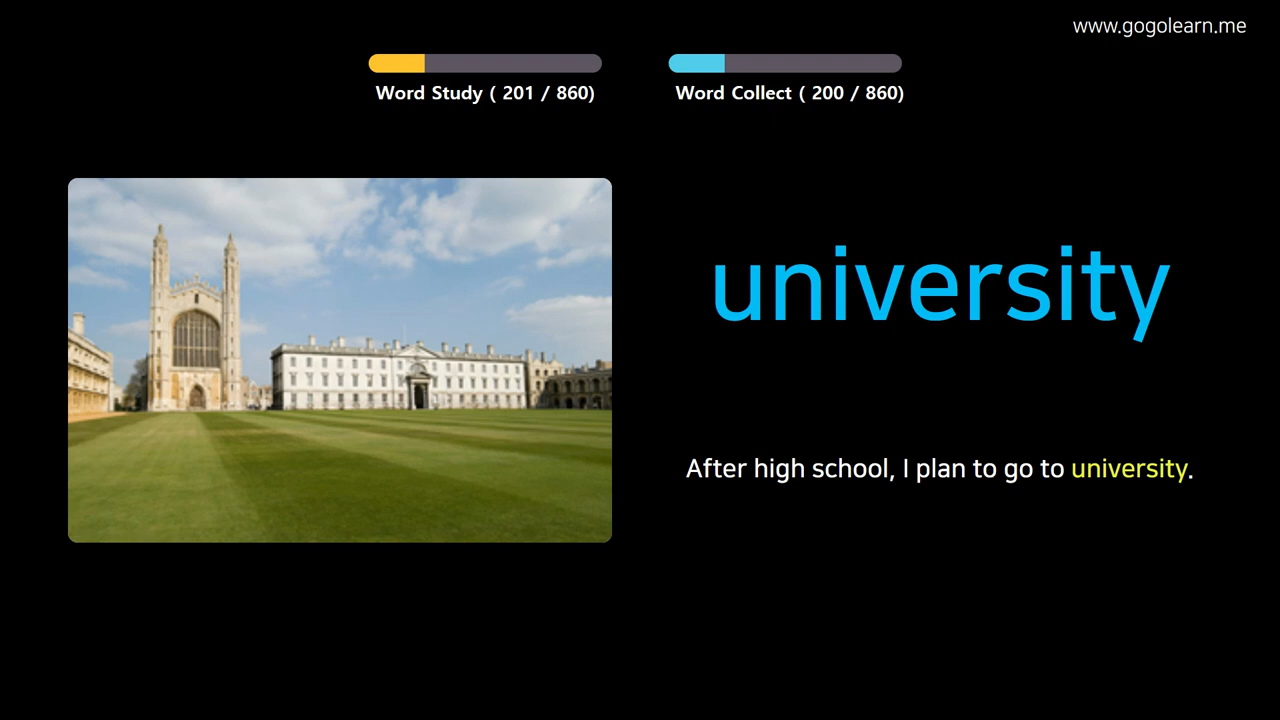 www.gogolearn.me
Word Study ( 201 / 860)
Word Collect ( 200 / 860)
university
After high school, I plan to go to university.